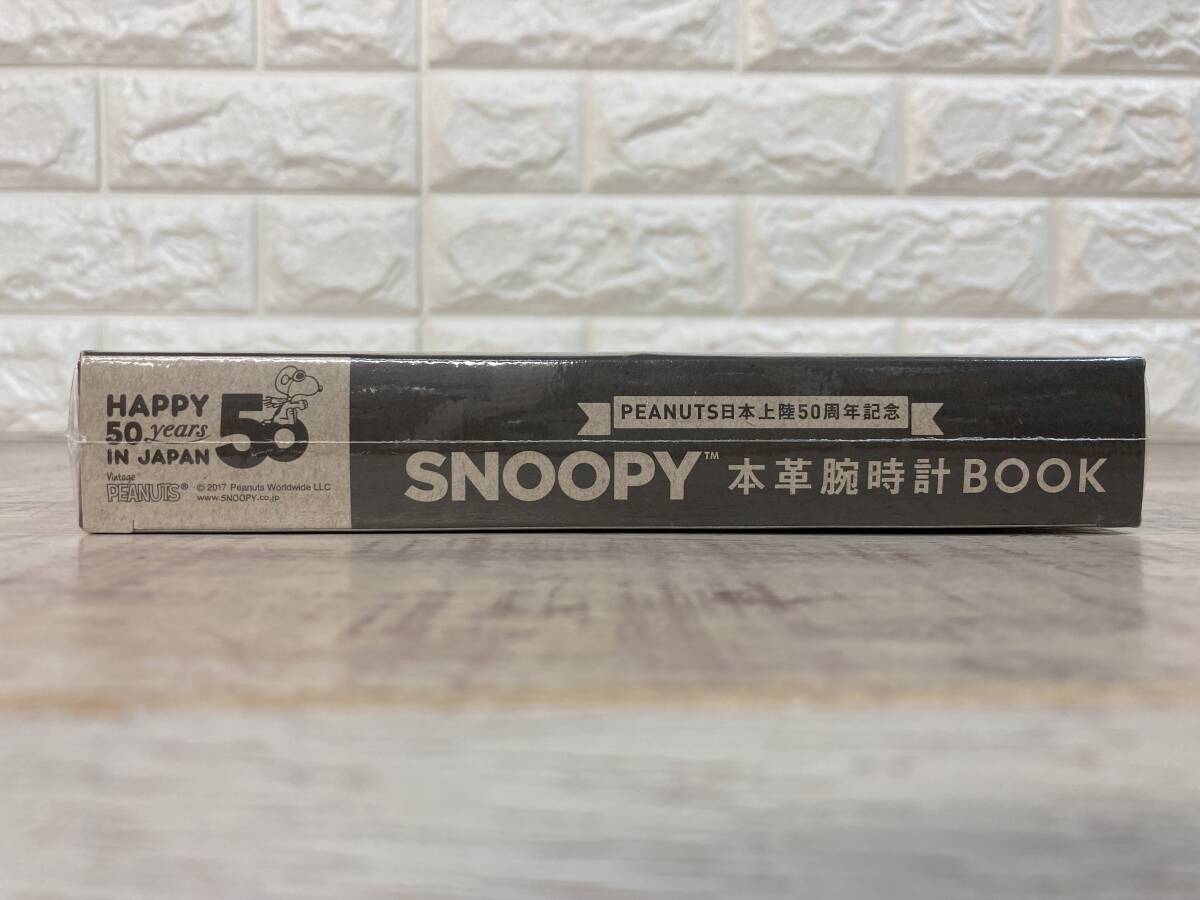 HAPPY
50 years
IN JAPAN
50
Vintage
PEANUTS®
© 2017 Peanuts Worldwide LLC
www.SNOOPY.co.jp
PEANUTS日本上陸50周年記念
SNOOPY™ 本革腕時計BOOK